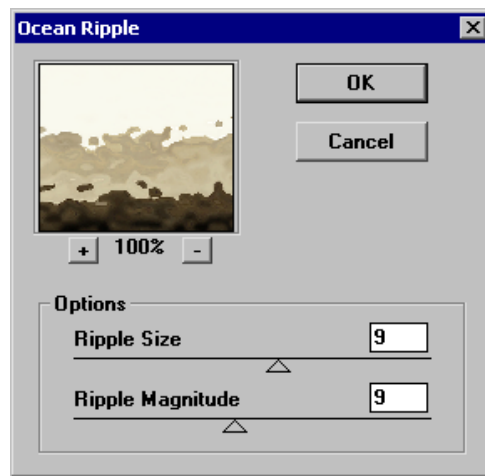 Ocean Ripple
OK
Cancel
+ 100% -
Options
Ripple Size 9
Ripple Magnitude 9